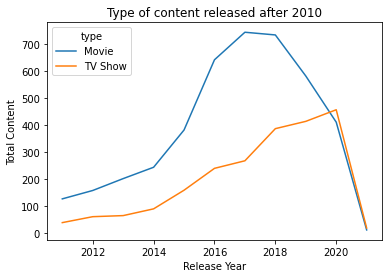 Type of content released after 2010
type
Movie
TV Show
Total Content
700
600
500
400
300
200
100
0
2012 2014 2016 2018 2020
Release Year